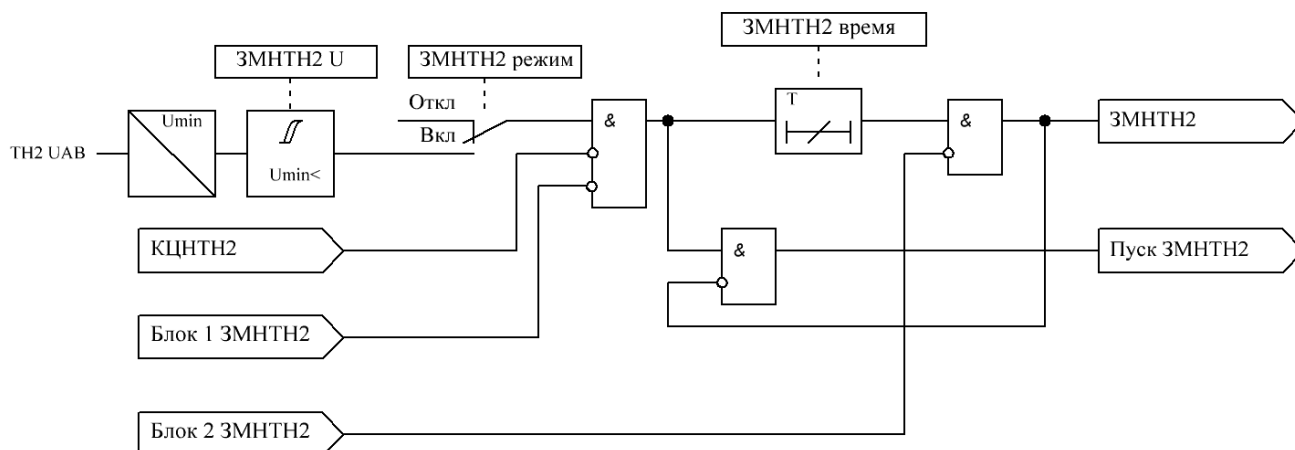 ЗМНТН2 время
ЗМНТН2 U
ЗМНТН2 режим
Откл
Вкл
TH2 UAB
Umin
Umin<
&
T
&
ЗМНТН2
КЦНТН2
&
Пуск ЗМНТН2
Блок 1 ЗМНТН2
Блок 2 ЗМНТН2